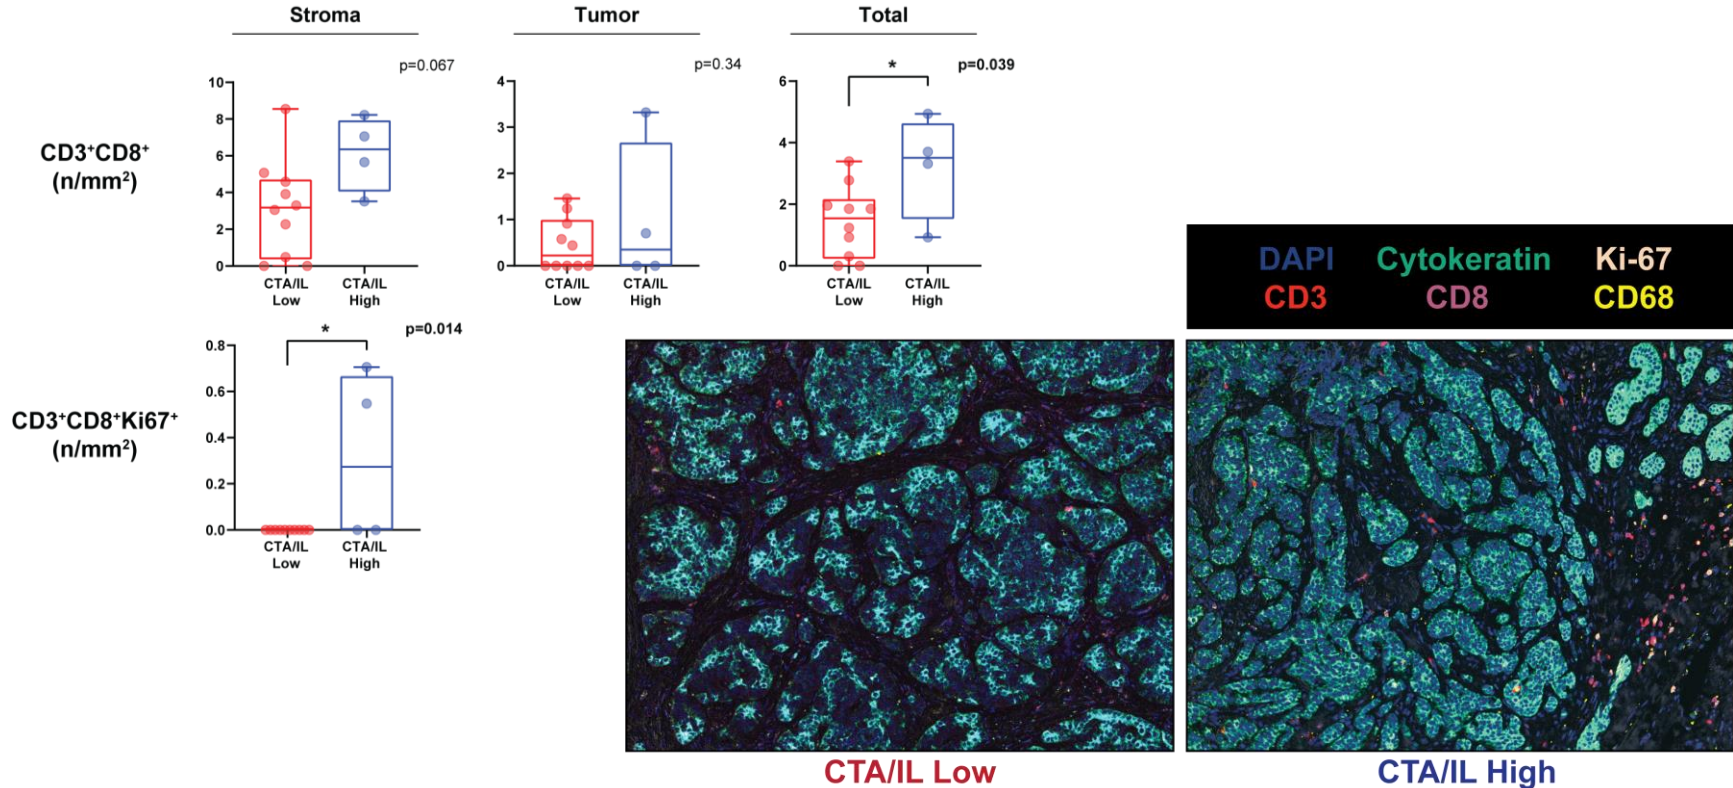 Stroma
Tumor
Total
CD3⁺CD8⁺
(n/mm²)
p=0.067
10
8
6
4
2
0
CTA/IL
Low
CTA/IL
High
p=0.34
4
3
2
1
0
CTA/IL
Low
CTA/IL
High
*
p=0.039
6
4
2
0
CTA/IL
Low
CTA/IL
High
CD3⁺CD8⁺Ki67⁺
(n/mm²)
*
p=0.014
0.8
0.6
0.4
0.2
0.0
CTA/IL
Low
CTA/IL
High
DAPI Cytokeratin Ki-67
CD3 CD8 CD68
CTA/IL Low
CTA/IL High